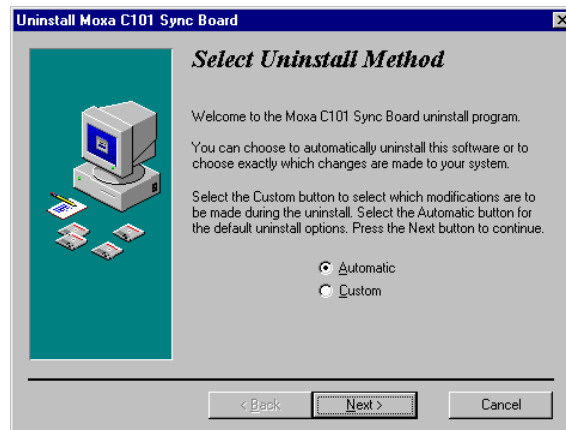 Uninstall Moxa C101 Sync Board
Select Uninstall Method
Welcome to the Moxa C101 Sync Board uninstall program.
You can choose to automatically uninstall this software or to
choose exactly which changes are made to your system.
Select the Custom button to select which modifications are to
be made during the uninstall. Select the Automatic button for
the default uninstall options. Press the Next button to continue.
Automatic
Custom
< Back
Next >
Cancel